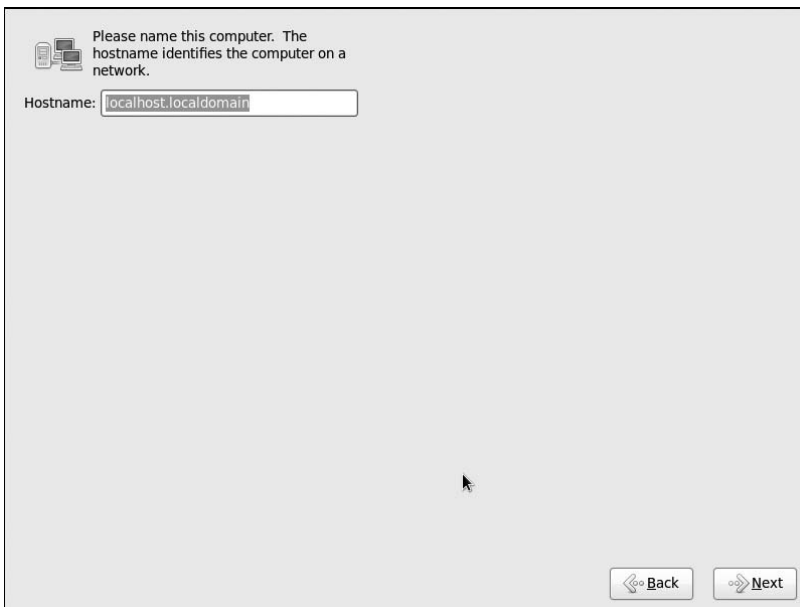 Please name this computer.  The
hostname identifies the computer on a
network.
Hostname: localhost.localdomain
Back Next